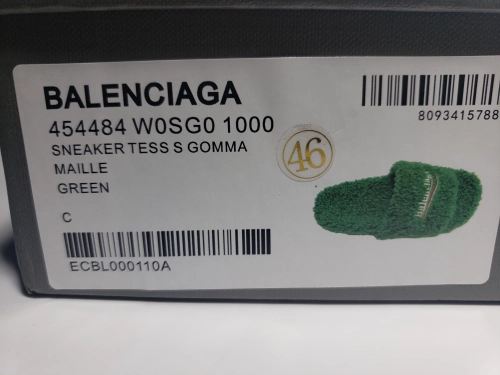 BALENCIAGA
454484 W0SG0 1000
SNEAKER TESS S GOMMA
MAILLE
GREEN
C
ECBL000110A
46
8093415788